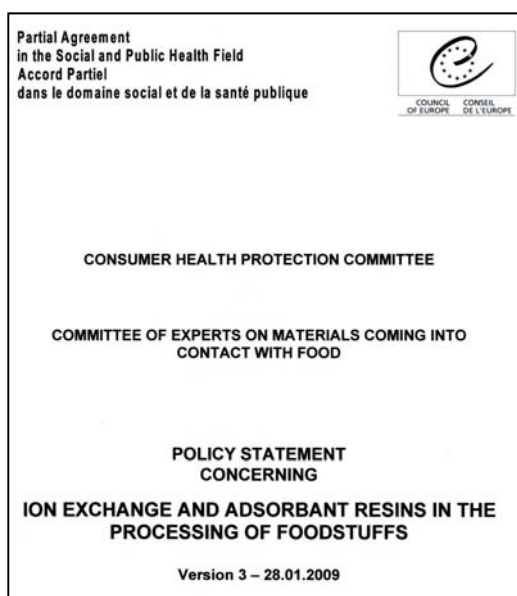 Partial Agreement
in the Social and Public Health Field
Accord Partiel
dans le domaine social et de la santé publique
COUNCIL CONSEIL
OF EUROPE DE L'EUROPE
CONSUMER HEALTH PROTECTION COMMITTEE
COMMITTEE OF EXPERTS ON MATERIALS COMING INTO
CONTACT WITH FOOD
POLICY STATEMENT
CONCERNING
ION EXCHANGE AND ADSORBANT RESINS IN THE
PROCESSING OF FOODSTUFFS
Version 3 – 28.01.2009